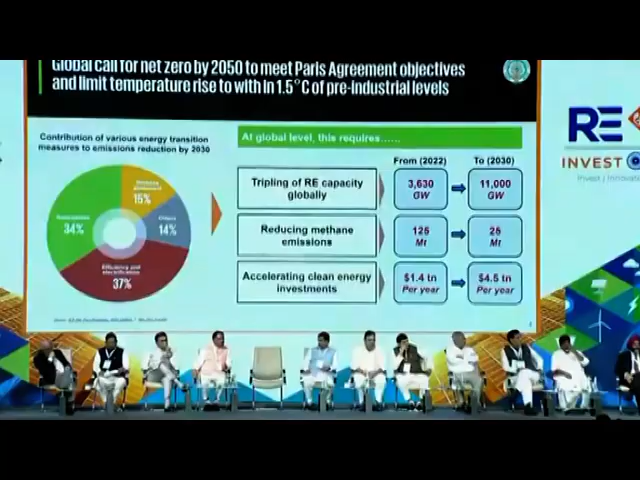 Global Call for net zero by 2050 to meet Paris Agreement objectives
and limit temperature rise to with in 1.5°C of pre-industrial levels
Contribution of various energy transition
measures to emissions reduction by 2030
15%
14%
34%
Efficiency and
electrification
37%
At global level, this requires......
From (2022)
To (2030)
Tripling of RE capacity
globally
3,630
GW
11,000
GW
Reducing methane
emissions
125
Mt
25
Mt
Accelerating clean energy
investments
$1.4 tn
Per year
$4.5 tn
Per year
RE
INVEST